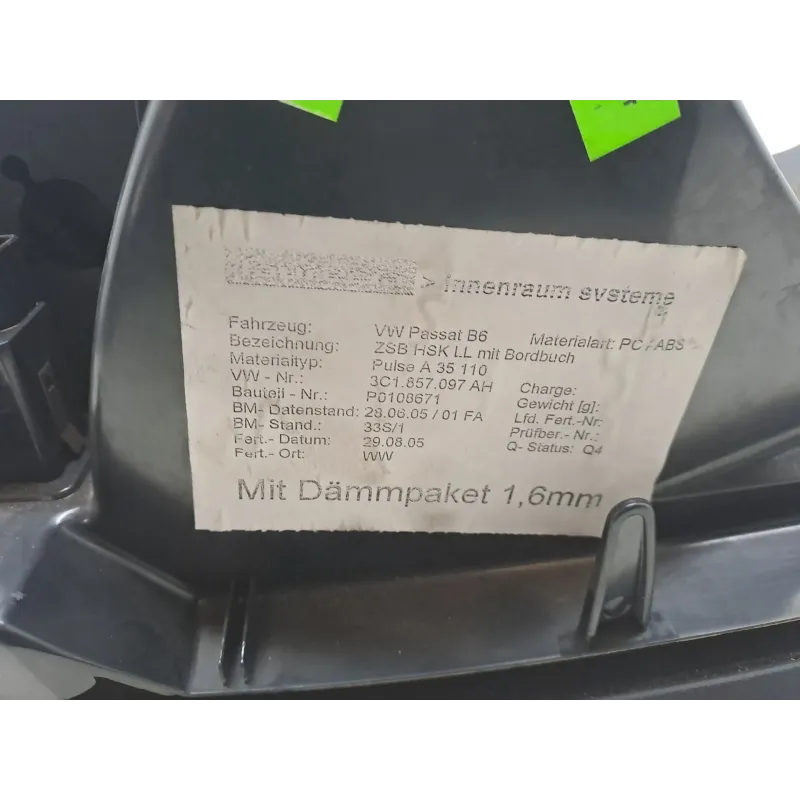 > Innenraum systeme
Fahrzeug: VW Passat B6 Materialart: PC / ABS
Bezeichnung: ZSB HSK LL mit Bordbuch
Materialtyp: Pulse A 35 110
VW - Nr.: 3C1.857.097 AH Charge:
Bauteil - Nr.: P0108671 Gewicht [g]:
BM- Datenstand: 28.06.05 / 01 FA Lfd. Fert.-Nr:
BM- Stand.: 33S/1 Prüfber.- Nr.:
Fert.- Datum: 29.08.05 Q- Status: Q4
Fert.- Ort: WW
Mit Dämmpaket 1,6mm